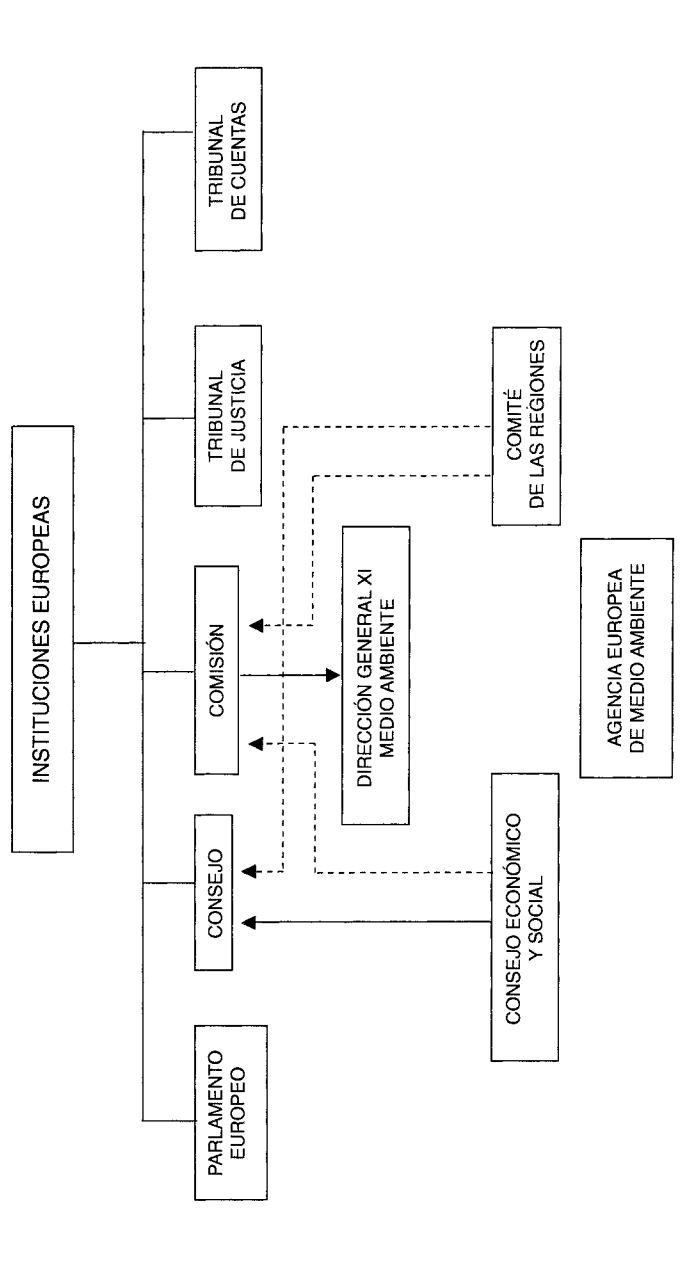 INSTITUCIONES EUROPEAS
PARLAMENTO
EUROPEO
CONSEJO
COMISIÓN
TRIBUNAL
DE JUSTICIA
TRIBUNAL
DE CUENTAS
DIRECCIÓN GENERAL XI
MEDIO AMBIENTE
CONSEJO ECONÓMICO
Y SOCIAL
COMITÉ
DE LAS REGIONES
AGENCIA EUROPEA
DE MEDIO AMBIENTE